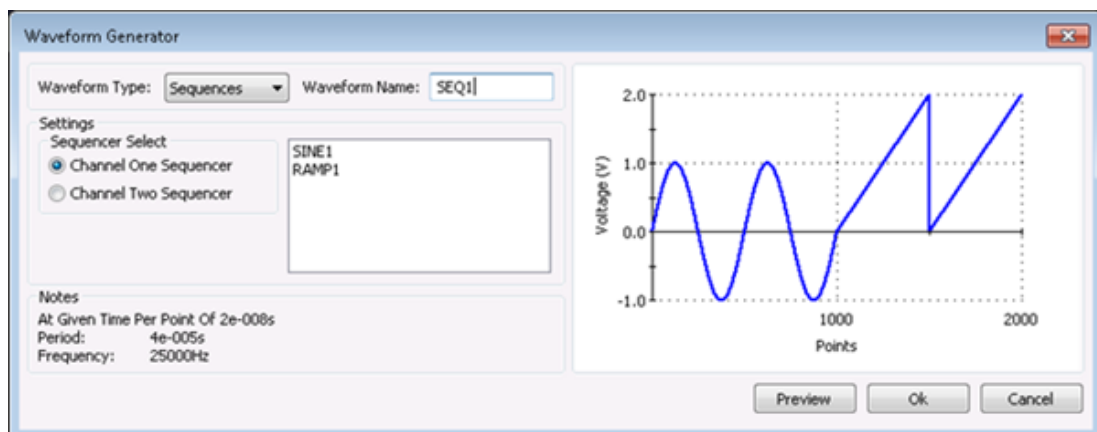 Waveform Generator
Waveform Type: Sequences Waveform Name: SEQ1
Settings
Sequencer Select
Channel One Sequencer
Channel Two Sequencer
SINE1
RAMP1
Notes
At Given Time Per Point Of 2e-008s
Period: 4e-005s
Frequency: 25000Hz
Voltage (V)
2.0
1.0
0.0
-1.0
1000 2000
Points
Preview Ok Cancel